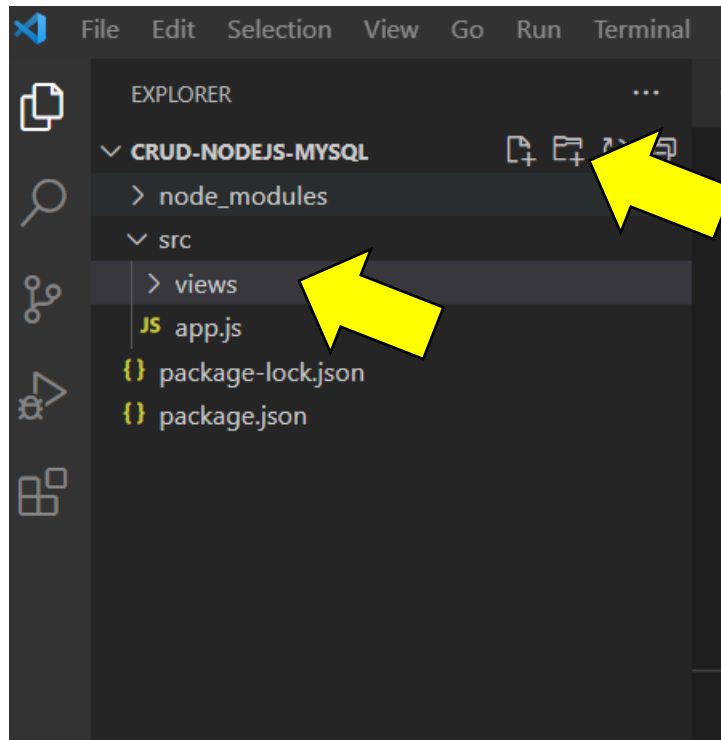 File Edit Selection View Go Run Terminal
EXPLORER
CRUD-NODEJS-MYSQL
node_modules
src
views
JS app.js
{} package-lock.json
{} package.json